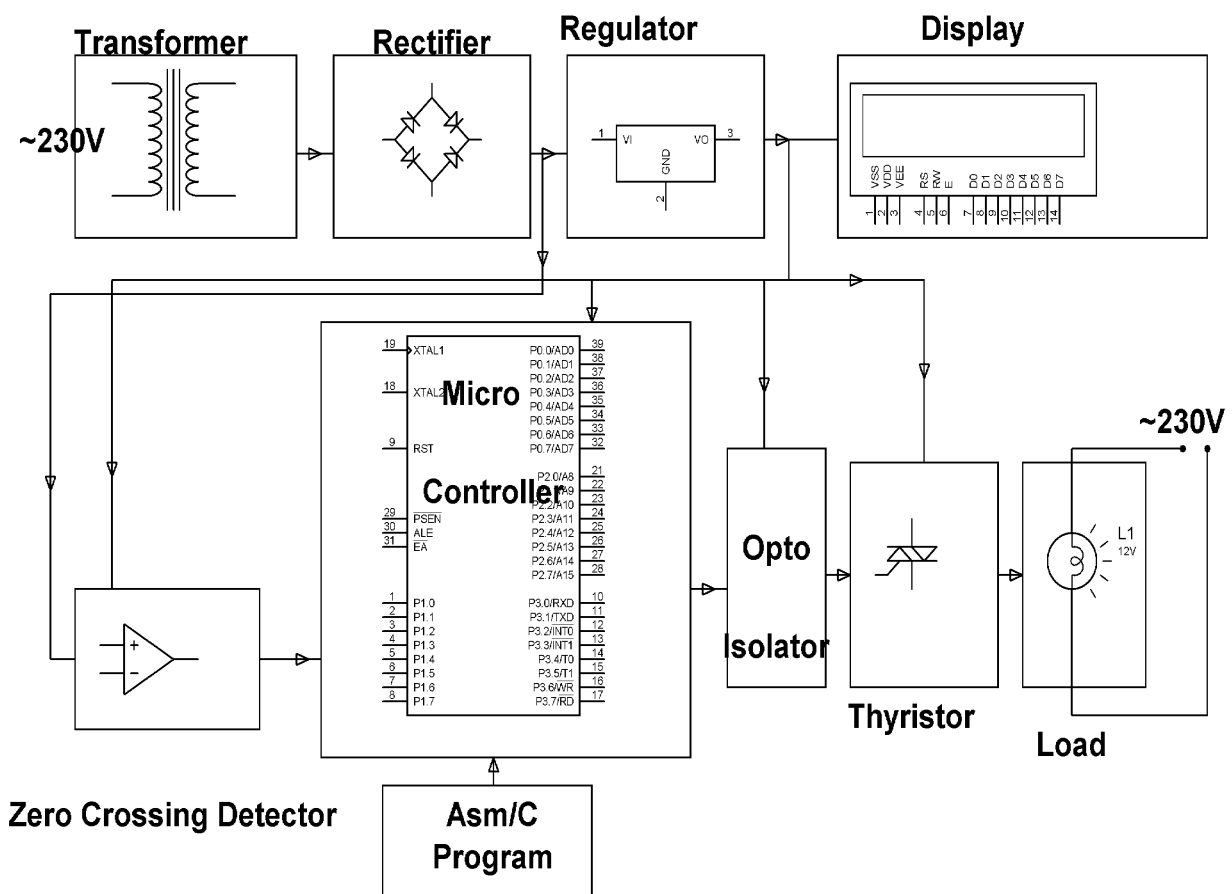 Transformer
Rectifier
Regulator
Display
~230V
1 VI VO 3
GND
2
VSS VDD VEE RS RW E D0 D1 D2 D3 D4 D5 D6 D7
1 2 3 4 5 6 7 8 9 10 11 12 13 14
19 XTAL1
18 XTAL2
9 RST
29 PSEN
30 ALE
31 EA
1 P1.0
2 P1.1
3 P1.2
4 P1.3
5 P1.4
6 P1.5
7 P1.6
8 P1.7
P0.0/AD0 39
P0.1/AD1 38
P0.2/AD2 37
P0.3/AD3 36
P0.4/AD4 35
P0.5/AD5 34
P0.6/AD6 33
P0.7/AD7 32
P2.0/A8 21
P2.1/A9 22
P2.2/A10 23
P2.3/A11 24
P2.4/A12 25
P2.5/A13 26
P2.6/A14 27
P2.7/A15 28
P3.0/RXD 10
P3.1/TXD 11
P3.2/INT0 12
P3.3/INT1 13
P3.4/T0 14
P3.5/T1 15
P3.6/WR 16
P3.7/RD 17
Micro
Controller
Opto
Isolator
Thyristor
~230V
L1
12V
Load
Zero Crossing Detector
Asm/C
Program